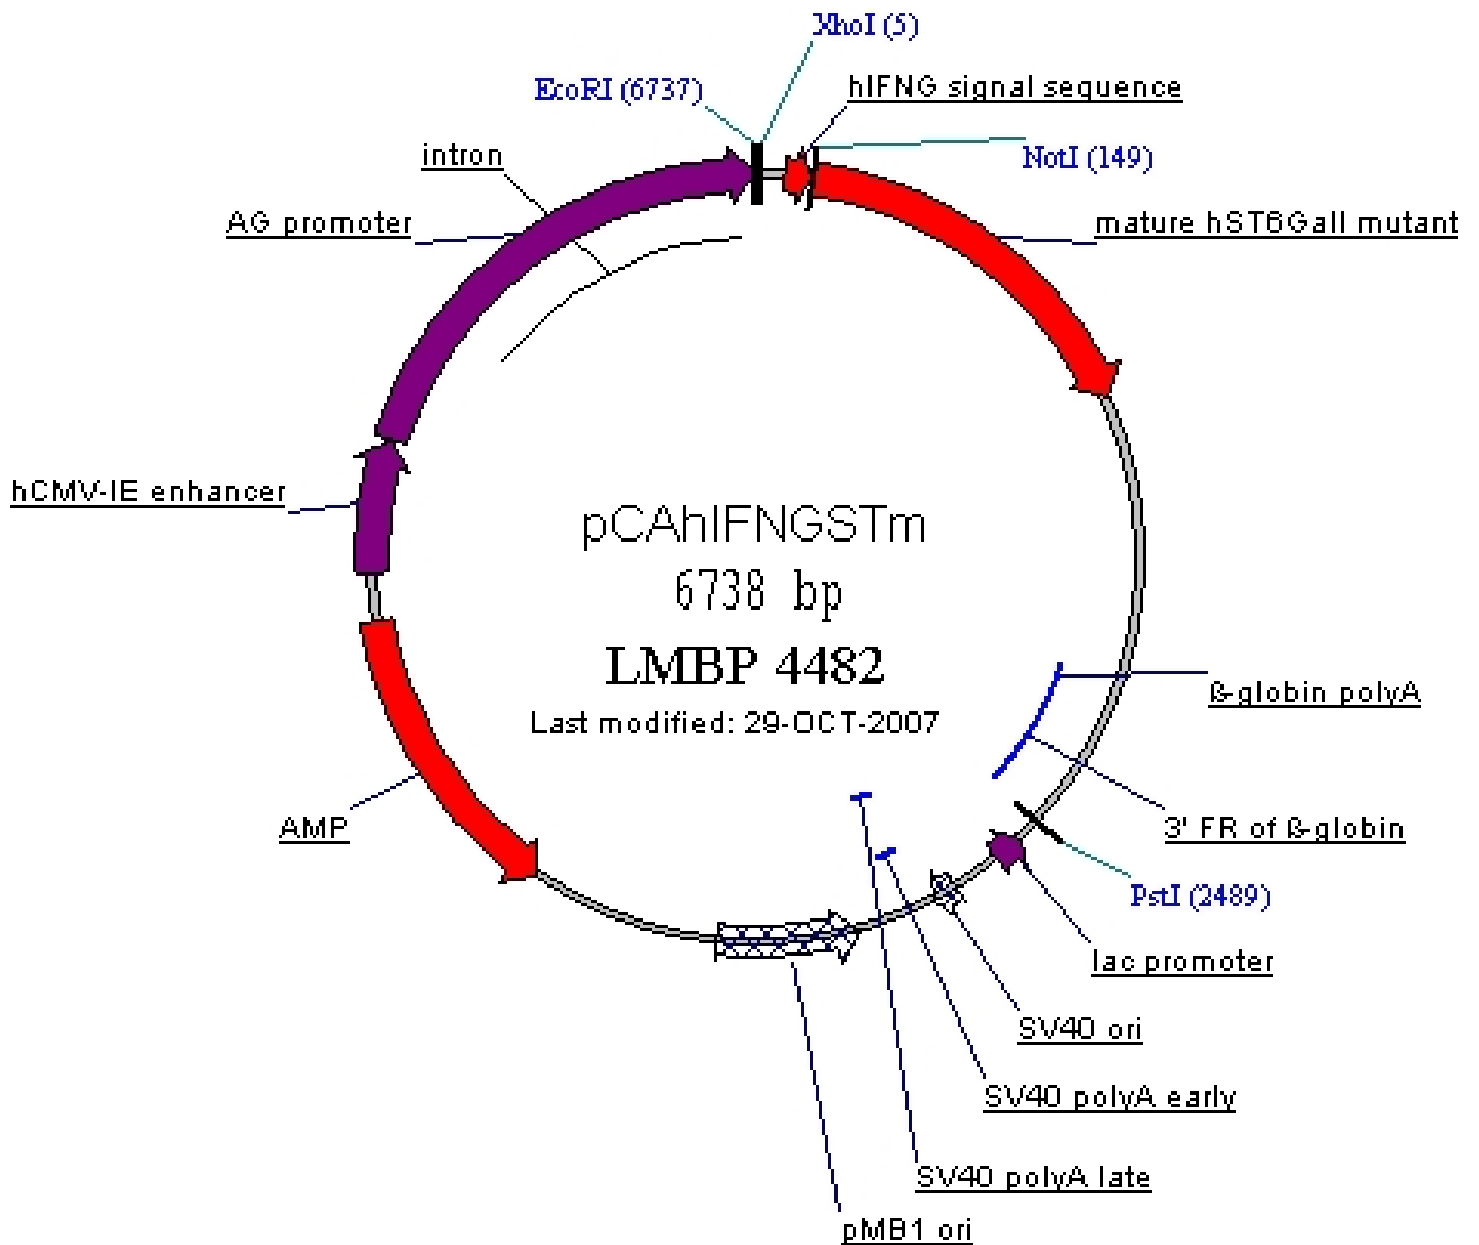 XhoI (5)
EcoRI (6737)
hIFNG signal sequence
intron
NotI (149)
AG promoter
mature hST6GalI mutant
hCMV-IE enhancer
pCAhIFNGSTm
6738 bp
LMBP 4482
ß-globin polyA
Last modified: 29-OCT-2007
AMP
3' FR of ß-globin
PstI (2489)
lac promoter
SV40 ori
SV40 polyA early
SV40 polyA late
pMB1 ori